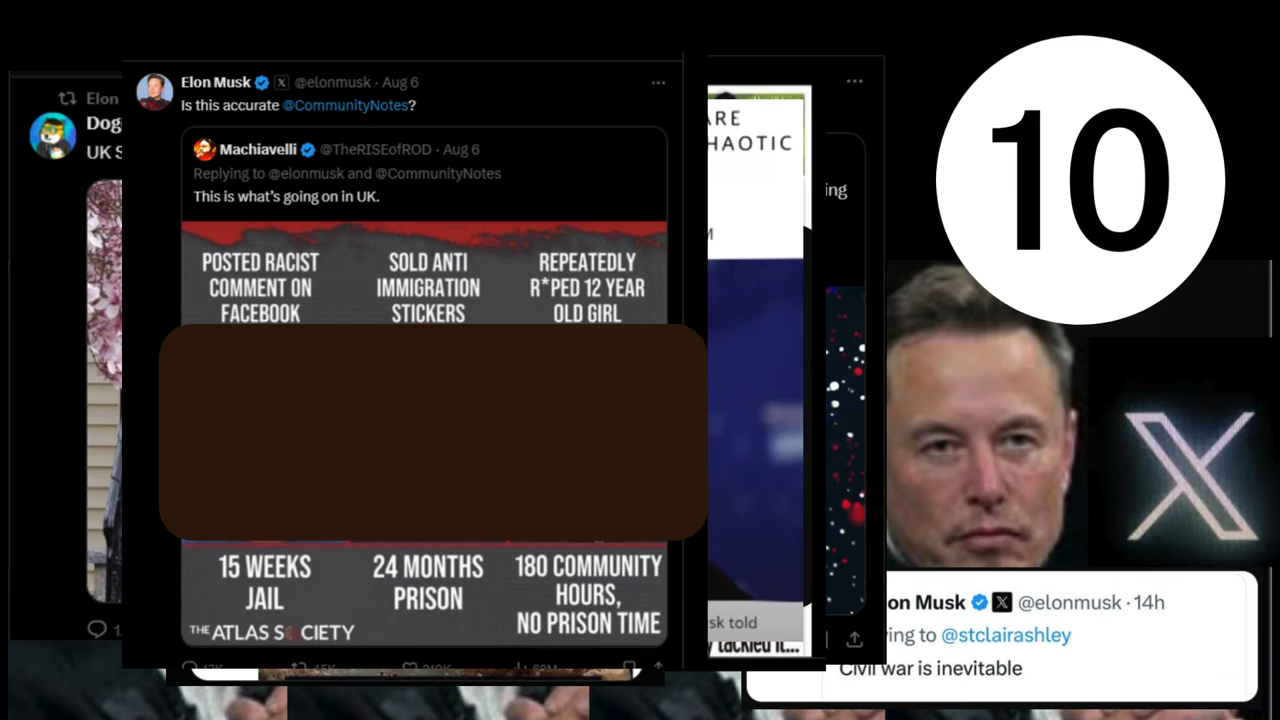 Elon
Dog
UK S
Elon Musk @elonmusk · Aug 6
Is this accurate @CommunityNotes?
Machiavelli @TheRISEofROD · Aug 6
Replying to @elonmusk and @CommunityNotes
This is what's going on in UK.
POSTED RACIST
COMMENT ON
FACEBOOK
SOLD ANTI
IMMIGRATION
STICKERS
REPEATEDLY
R*PED 12 YEAR
OLD GIRL
15 WEEKS
JAIL
24 MONTHS
PRISON
180 COMMUNITY
HOURS,
NO PRISON TIME
THE ATLAS SOCIETY
ARE
HAOTIC
M
sk told
tackled it...
ing
10
X
on Musk @elonmusk · 14h
ying to @stclairashley
Civil war is inevitable